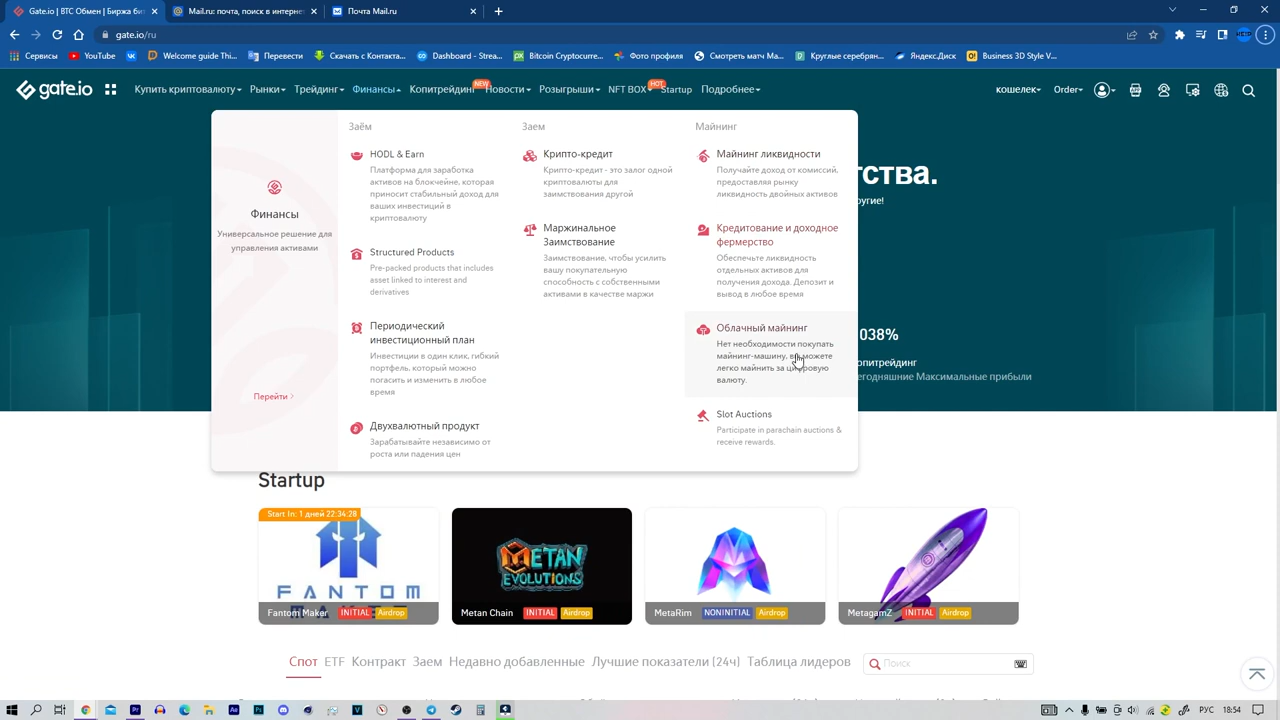 Gate.io - Дом | Биржа бит
Mail.ru
Почта Mail.ru
gate.io/ru
Сервисы
YouTube
Welcome guide Thi...
Перевести
Скачать с Контакта...
Dashboard - Strea...
Bitcoin Cryptocurre...
Фото профиля
Смотреть мат Ma...
Круглые серебряны...
Яндекс.Диск
Business 3D Style V...
gate.io
Купить криптовалюту
Рынки
Трейдинг
Финансы
Копитрейдинг
NEW
Новости
Розыгрыши
NFT BOX
HOT
Startup
Подробнее
кошелек
Order
Финансы
Универсальное решение для
управления активами
Перейти
Заём
HODL & Earn
Платформа для заработка
активов на блокчейне, которая
приносит стабильный доход для
ваших инвестиций в
криптовалюту
Structured Products
Pre-packed products that includes
asset linked to interest and
derivatives
Периодический
инвестиционный план
Инвестиции в один клик, гибкий
портфель, который можно
погасить и изменить в любое
время
Двухвалютный продукт
Зарабатывайте независимо от
роста или падения цен
Заем
Крипто-кредит
Крипто-кредит - это залог одной
криптовалюты для
заимствования другой
Маржинальное
Заимствование
Заимствование, чтобы усилить
вашу покупательную
способность с собственными
активами в качестве маржи
Майнинг
Майнинг ликвидности
Получайте доход от комиссий,
предоставляя рынку
ликвидность двойных активов
Кредитование и доходное
фермерство
Обеспечьте ликвидность
отдельных активов для
получения дохода. Депозит и
вывод в любое время
Облачный майнинг
Нет необходимости покупать
майнинг-машину, вы можете
легко майнить за цифровую
валюту.
Slot Auctions
Participate in parachain auctions &
receive rewards.
тства.
ругие!
038%
опитрейдинг
егодняшние Максимальные прибыли
Startup
Start In: 1 дней 22:34:28
FANTOM
Fantom Maker
INITIAL
Airdrop
METAN
EVOLUTIONS
Metan Chain
INITIAL
Airdrop
MetaRim
NONINITIAL
Airdrop
MetagamZ
INITIAL
Airdrop
Спот
ETF
Контракт
Заем
Недавно добавленные
Лучшие показатели (24ч)
Таблица лидеров
Поиск
РУС
18:54